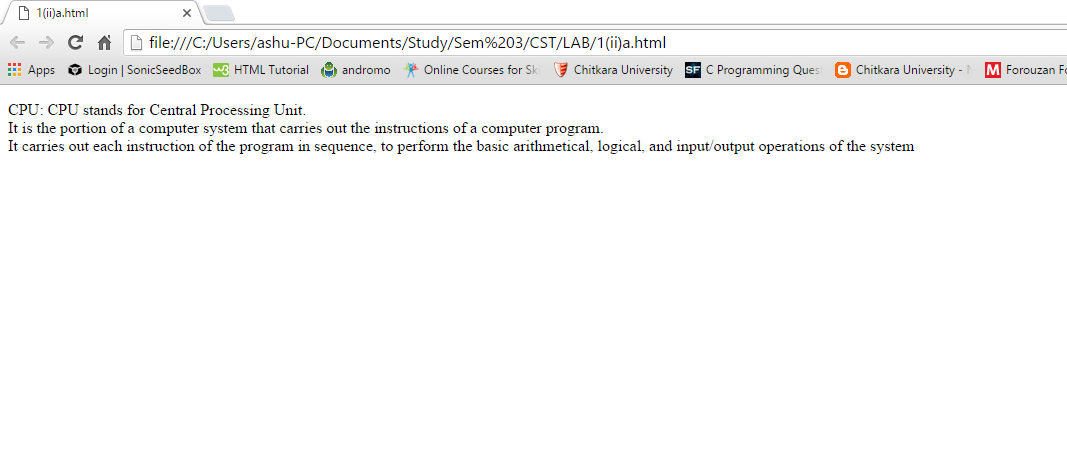 1(ii)a.html
file:///C:/Users/ashu-PC/Documents/Study/Sem%203/CST/LAB/1(ii)a.html
Apps Login | SonicSeedBox HTML Tutorial andromo Online Courses for Sk Chitkara University C Programming Ques Chitkara University - Forouzan Fo
CPU: CPU stands for Central Processing Unit.
It is the portion of a computer system that carries out the instructions of a computer program.
It carries out each instruction of the program in sequence, to perform the basic arithmetical, logical, and input/output operations of the system